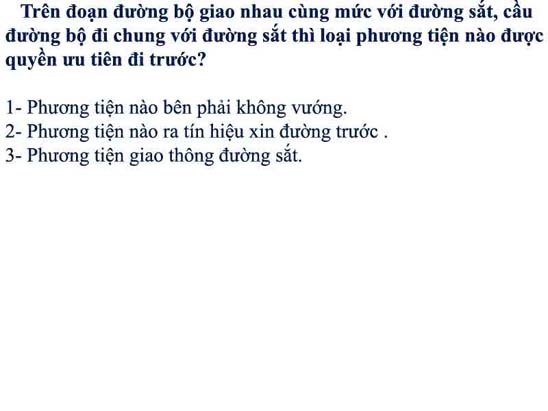 Trên đoạn đường bộ giao nhau cùng mức với đường sắt, cầu
đường bộ đi chung với đường sắt thì loại phương tiện nào được
quyền ưu tiên đi trước?
1- Phương tiện nào bên phải không vướng.
2- Phương tiện nào ra tín hiệu xin đường trước .
3- Phương tiện giao thông đường sắt.